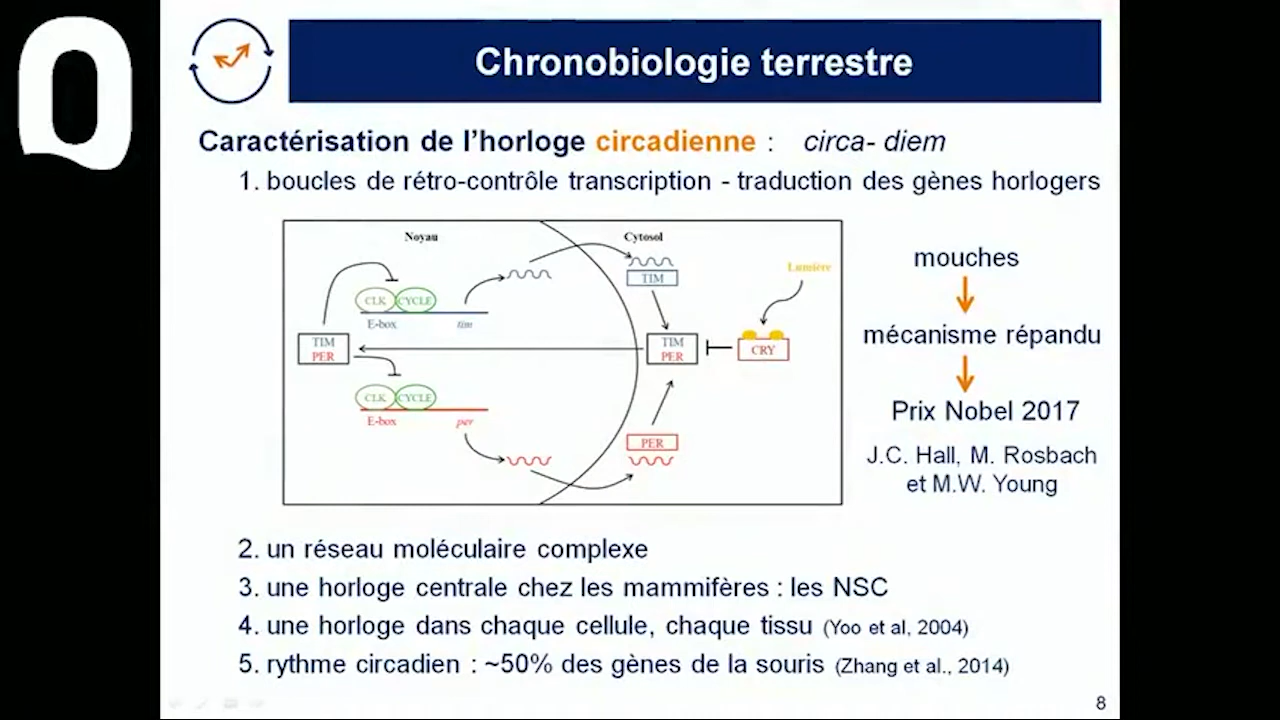 Chronobiologie terrestre
Caractérisation de l'horloge circadienne : circa- diem
1. boucles de rétro-contrôle transcription - traduction des gènes horlogers
Noyau
Cytosol
Lumière
TIM
CLK CYCLE
E-box tim
TIM
PER
TIM
PER
CRY
CLK CYCLE
E-box per
PER
mouches
mécanisme répandu
Prix Nobel 2017
J.C. Hall, M. Rosbach
et M.W. Young
2. un réseau moléculaire complexe
3. une horloge centrale chez les mammifères : les NSC
4. une horloge dans chaque cellule, chaque tissu (Yoo et al, 2004)
5. rythme circadien : ~50% des gènes de la souris (Zhang et al., 2014)
8